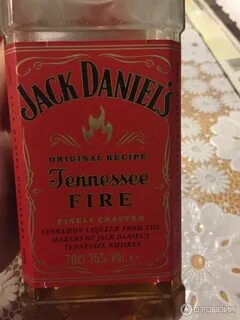 JACK DANIEL'S
ORIGINAL RECIPE
Tennessee
FIRE
FINELY CRAFTED
CINNAMON LIQUEUR FROM THE
MAKERS OF JACK DANIEL'S
TENNESSEE WHISKEY
70cl 35% VOL e
ОТЗОВИК